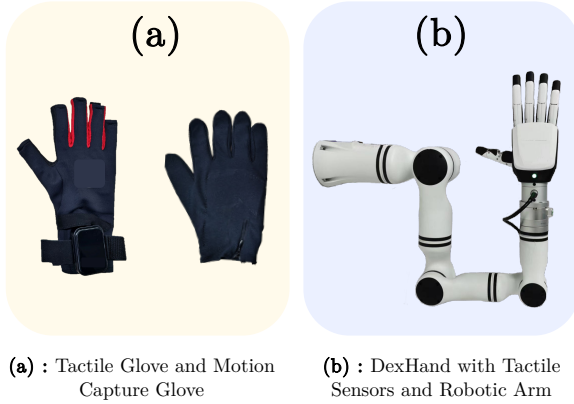 (a)
(b)
(a) : Tactile Glove and Motion
Capture Glove
(b) : DexHand with Tactile
Sensors and Robotic Arm